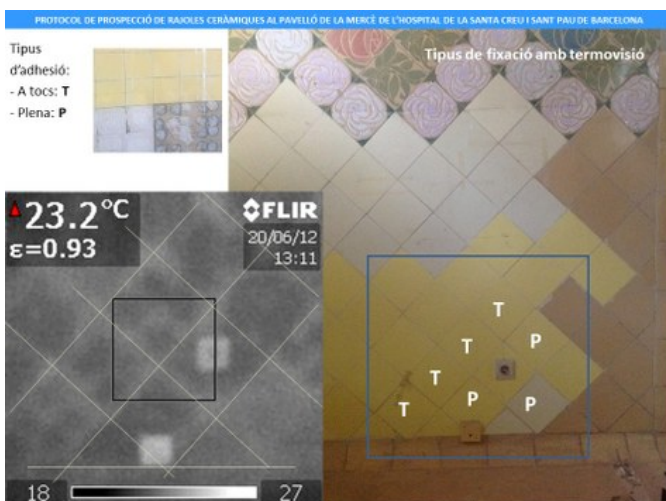 PROTOCOL DE PROSPECCIÓ DE RAJOLES CERÀMIQUES AL PAVELLÓ DE LA MERCÈ DE L'HOSPITAL DE LA SANTA CREU I SANT PAU DE BARCELONA
Tipus
d'adhesió:
- A tocs: T
- Plena: P
Tipus de fixació amb termovisió
23.2°C
ε=0.93
FLIR
20/06/12
13:11
18
27
T
T
P
T
T
P
P